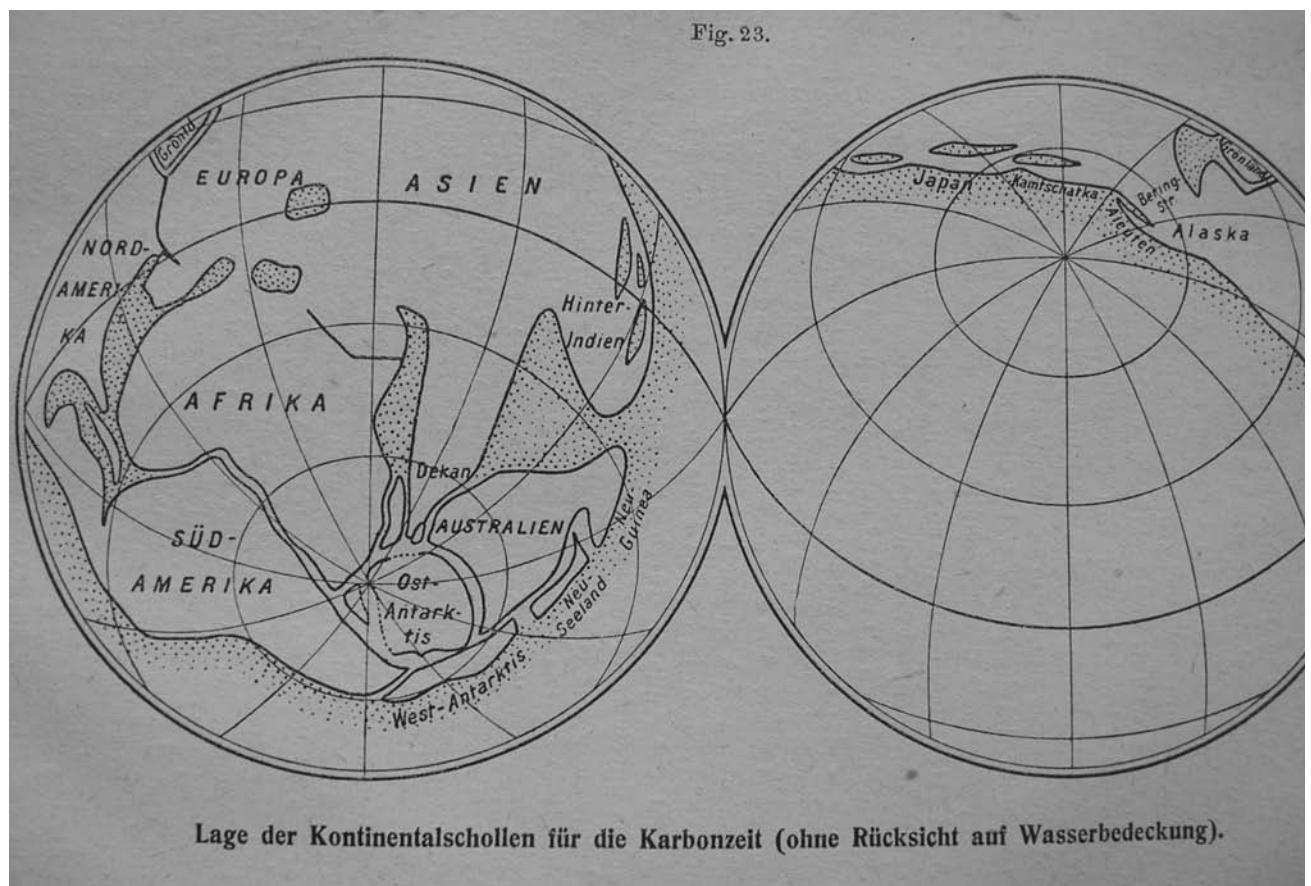 Fig. 23.
Grönld
EUROPA
ASIEN
NORD-
AMERI
KA
Hinter-
Indien
AFRIKA
Dekan
SÜD-
AMERIKA
AUSTRALIEN
Neu-
Guinea
Ost-
Antark-
tis
Neu-
Seeland
West-Antarktis
Japan
Kamtschatka
Bering-
Str
Grönland
Aleuten
Alaska
Lage der Kontinentalschollen für die Karbonzeit (ohne Rücksicht auf Wasserbedeckung).